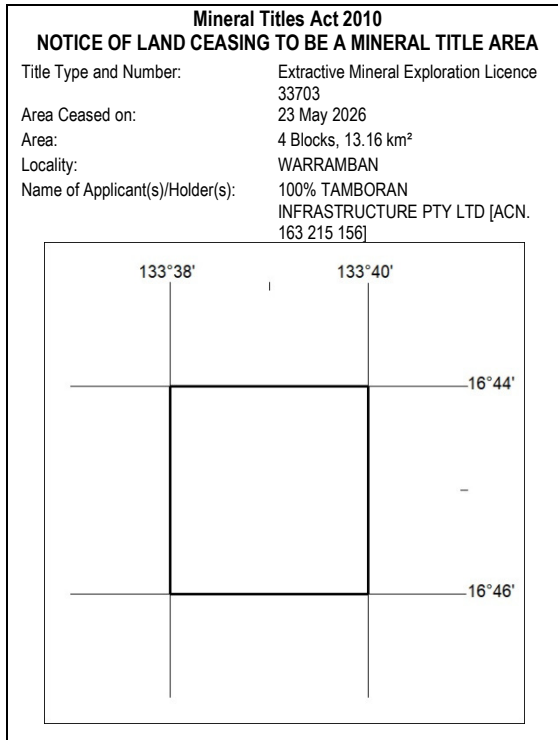 Mineral Titles Act 2010
NOTICE OF LAND CEASING TO BE A MINERAL TITLE AREA
Title Type and Number: Extractive Mineral Exploration Licence
33703
Area Ceased on: 23 May 2026
Area: 4 Blocks, 13.16 km²
Locality: WARRAMBAN
Name of Applicant(s)/Holder(s): 100% TAMBORAN
INFRASTRUCTURE PTY LTD [ACN.
163 215 156]
133°38' 133°40'
16°44'
16°46'